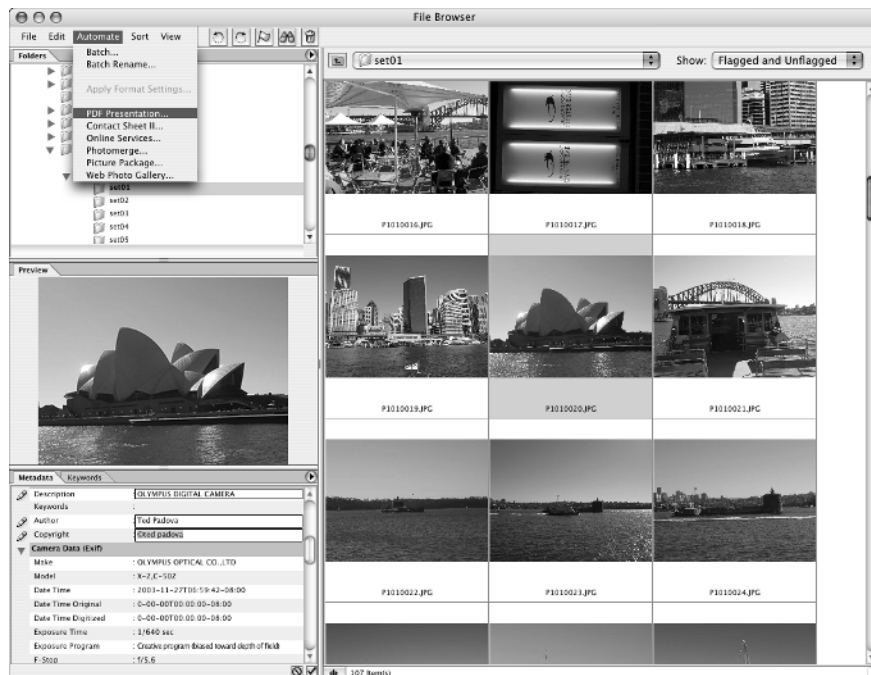 File Browser
File Edit Automate Sort View
Batch...
Batch Rename...
Apply Format Settings...
PDF Presentation...
Contact Sheet II...
Online Services...
Photomerge...
Picture Package...
Web Photo Gallery...
Folders
set01
set02
set03
set04
set05
set01
Show: Flagged and Unflagged
P1010016.JPG P1010017.JPG P1010018.JPG
P1010019.JPG P1010020.JPG P1010021.JPG
P1010022.JPG P1010023.JPG P1010024.JPG
107 Item(s)
Preview
Metadata Keywords
Description : OLYMPUS DIGITAL CAMERA
Keywords :
Author : Ted Padova
Copyright : ©ted padova
Camera Data (Exif)
Make : OLYMPUS OPTICAL CO.,LTD
Model : X-2,C-50Z
Date Time : 2003-11-27T06:59:42-08:00
Date Time Original : 0-00-00T00:00:00-08:00
Date Time Digitized : 0-00-00T00:00:00-08:00
Exposure Time : 1/640 sec
Exposure Program : Creative program (biased toward depth of field)
F-Stop : f/5.6